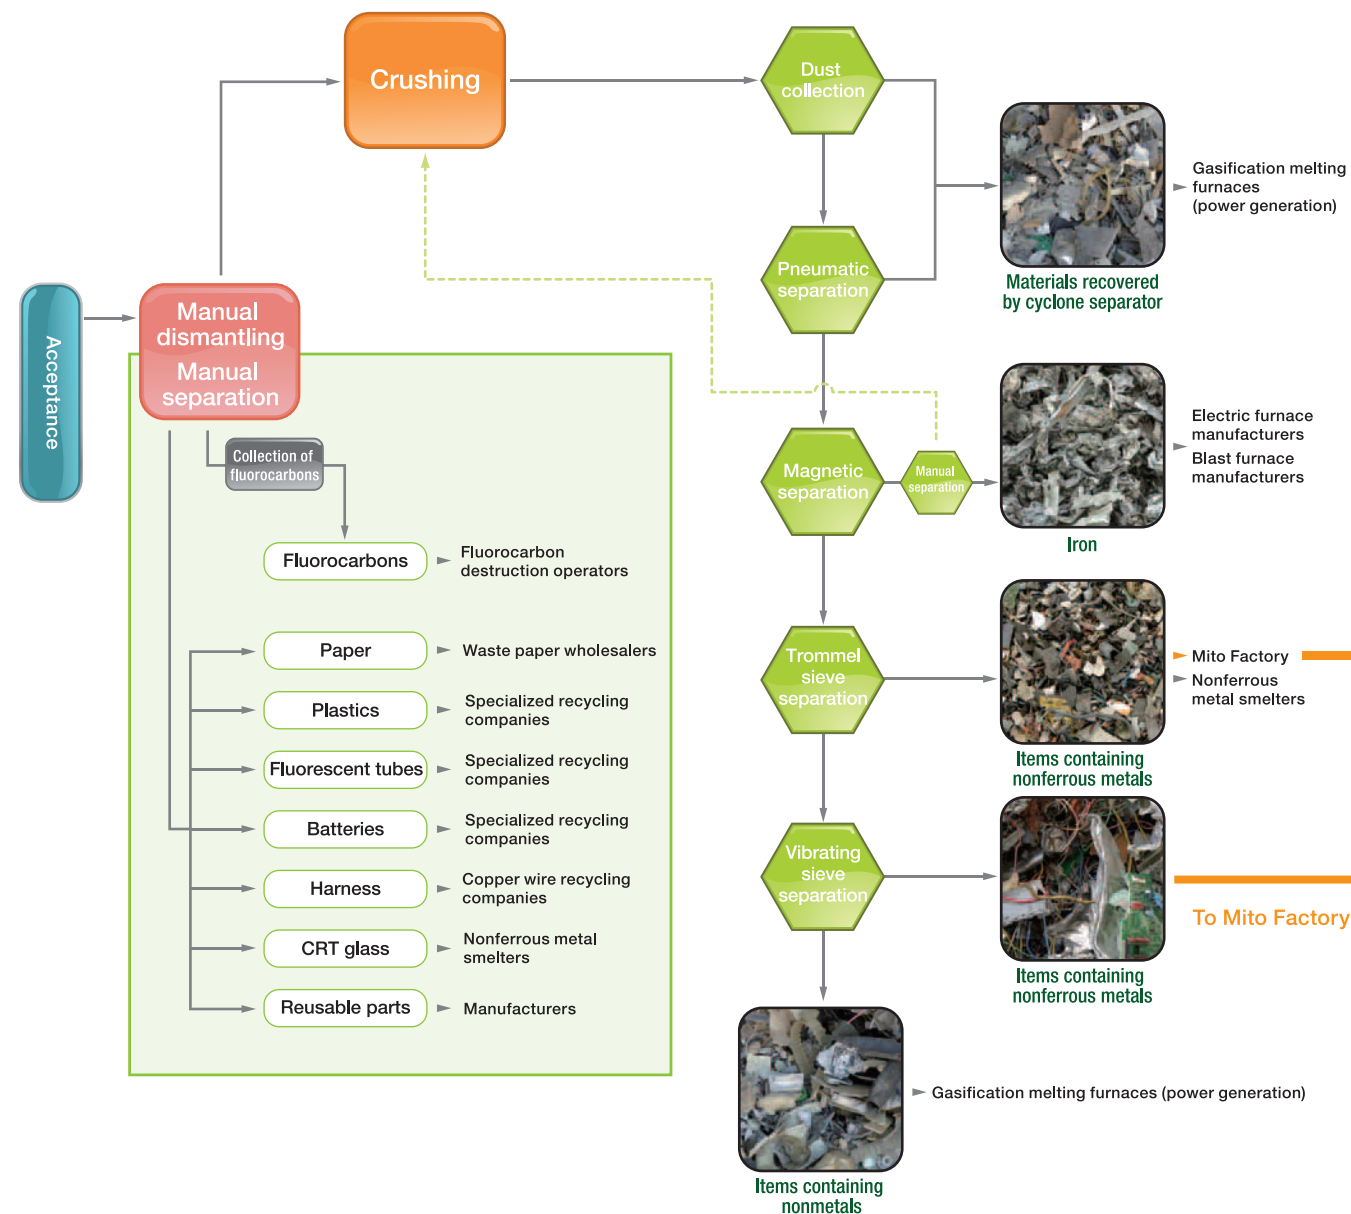 Acceptance
Manual
dismantling
Manual
separation
Crushing
Collection of
fluorocarbons
Fluorocarbons
Fluorocarbon
destruction operators
Paper
Waste paper wholesalers
Plastics
Specialized recycling
companies
Fluorescent tubes
Specialized recycling
companies
Batteries
Specialized recycling
companies
Harness
Copper wire recycling
companies
CRT glass
Nonferrous metal
smelters
Reusable parts
Manufacturers
Dust
collection
Pneumatic
separation
Materials recovered
by cyclone separator
Gasification melting
furnaces
(power generation)
Magnetic
separation
Manual
separation
Iron
Electric furnace
manufacturers
Blast furnace
manufacturers
Trommel
sieve
separation
Items containing
nonferrous metals
Mito Factory
Nonferrous
metal smelters
Vibrating
sieve
separation
Items containing
nonferrous metals
To Mito Factory
Items containing
nonmetals
Gasification melting furnaces (power generation)